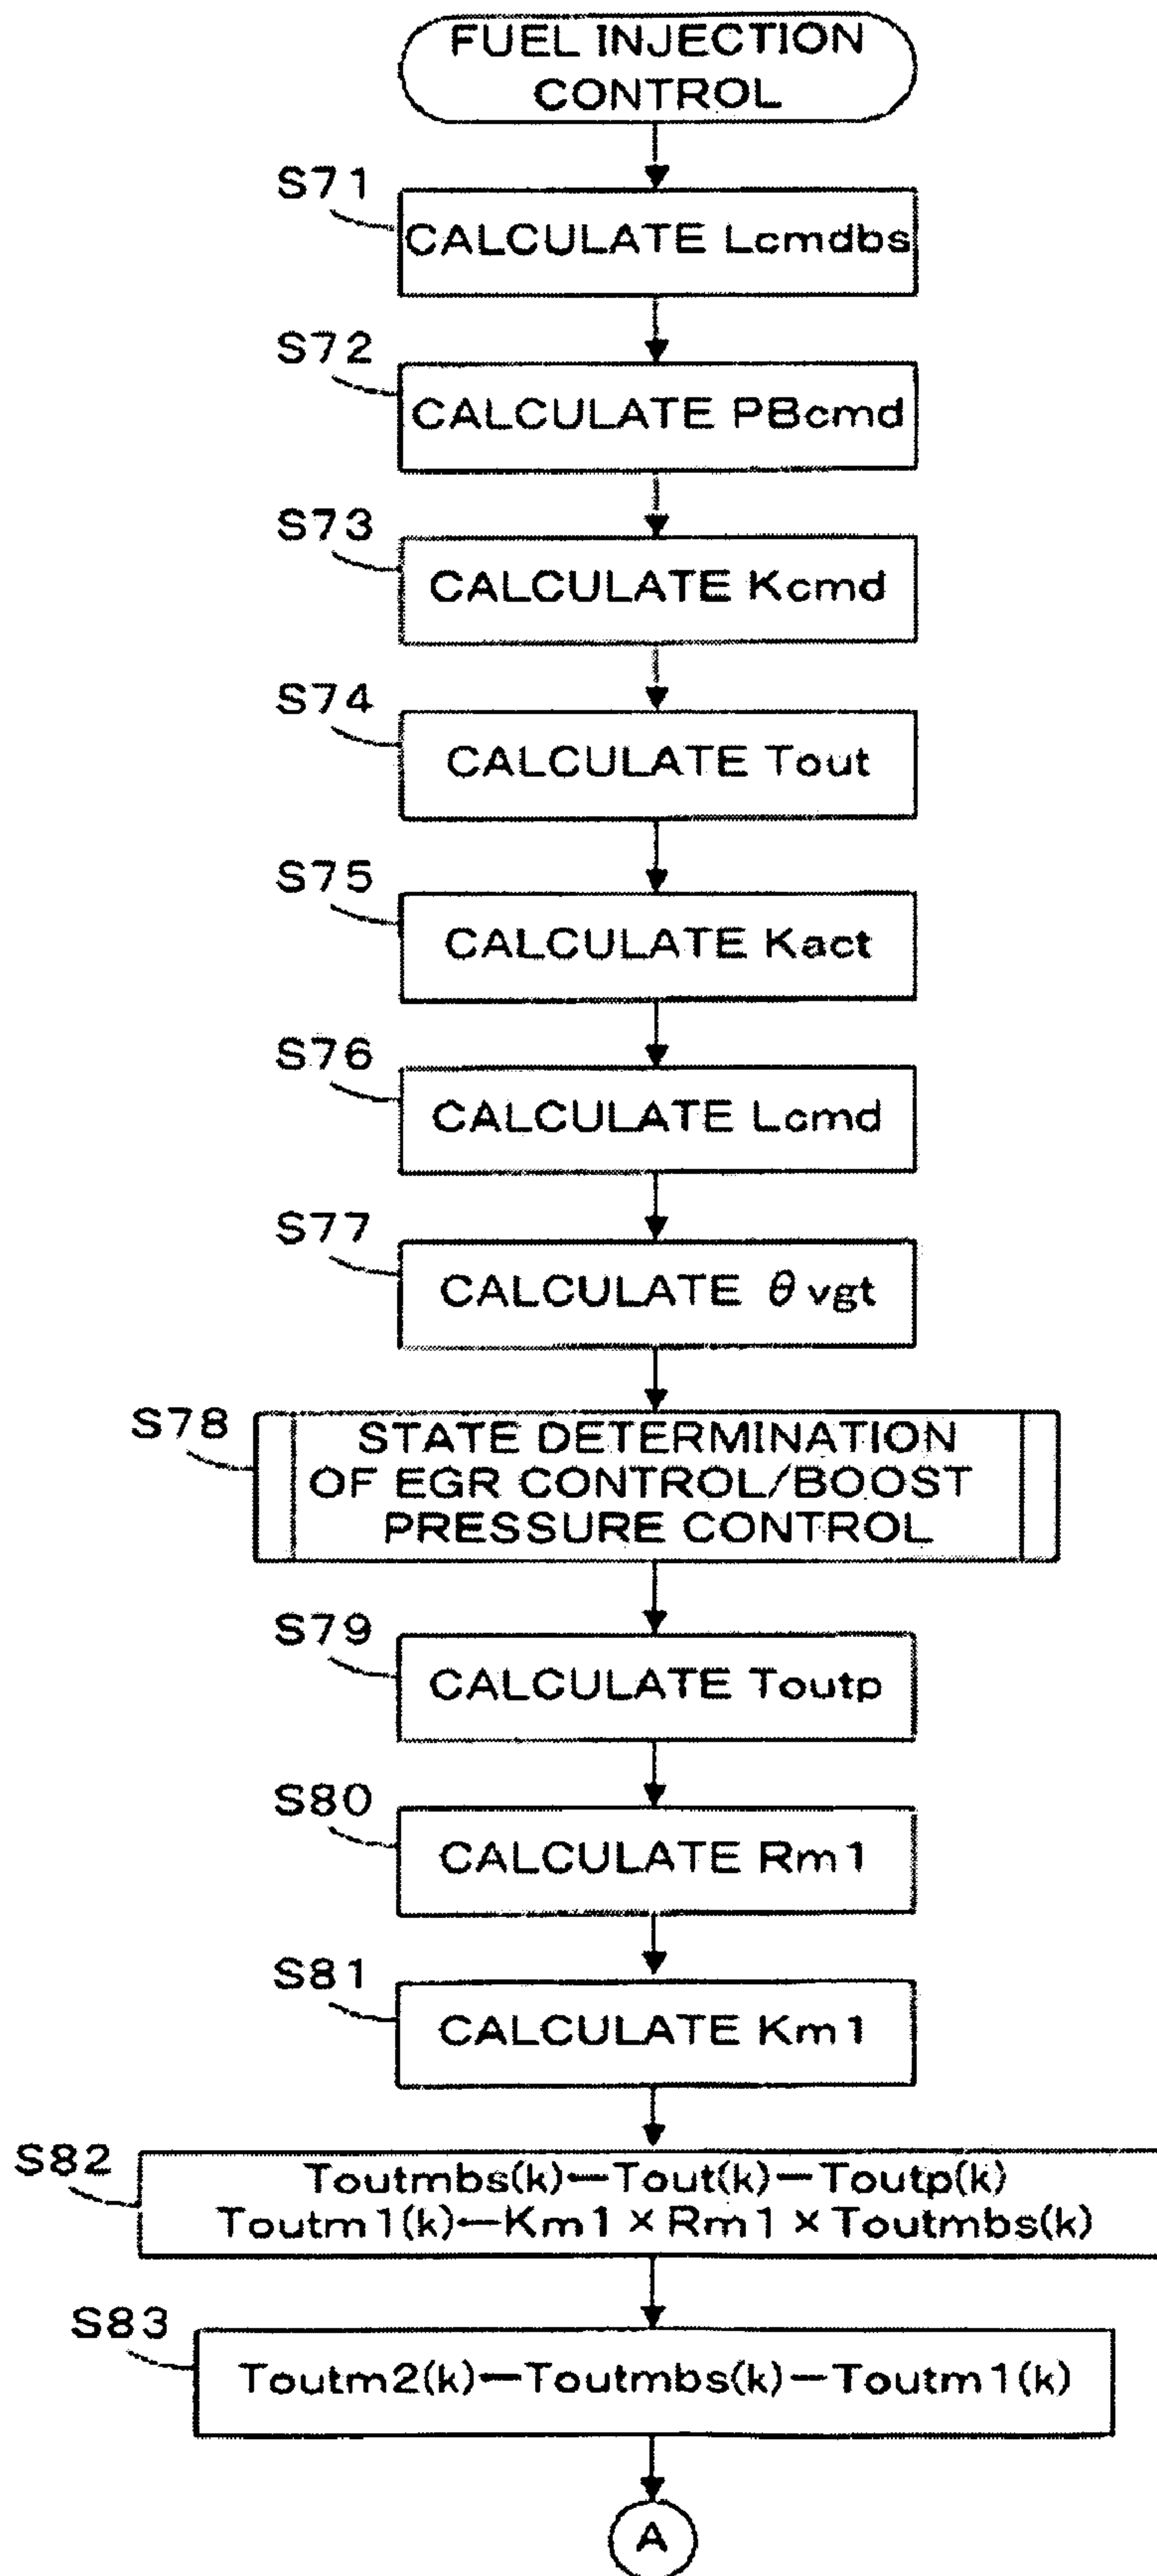 FUEL INJECTION
CONTROL
S71
CALCULATE Lcmdbs
S72
CALCULATE PBcmd
S73
CALCULATE Kcmd
S74
CALCULATE Tout
S75
CALCULATE Kact
S76
CALCULATE Lcmd
S77
CALCULATE θvgt
S78
STATE DETERMINATION
OF EGR CONTROL/BOOST
PRESSURE CONTROL
S79
CALCULATE Toutp
S80
CALCULATE Rm1
S81
CALCULATE Km1
S82
Toutmbs(k)←Tout(k)−Toutp(k)
Toutm1(k)←Km1×Rm1×Toutmbs(k)
S83
Toutm2(k)←Toutmbs(k)−Toutm1(k)
A